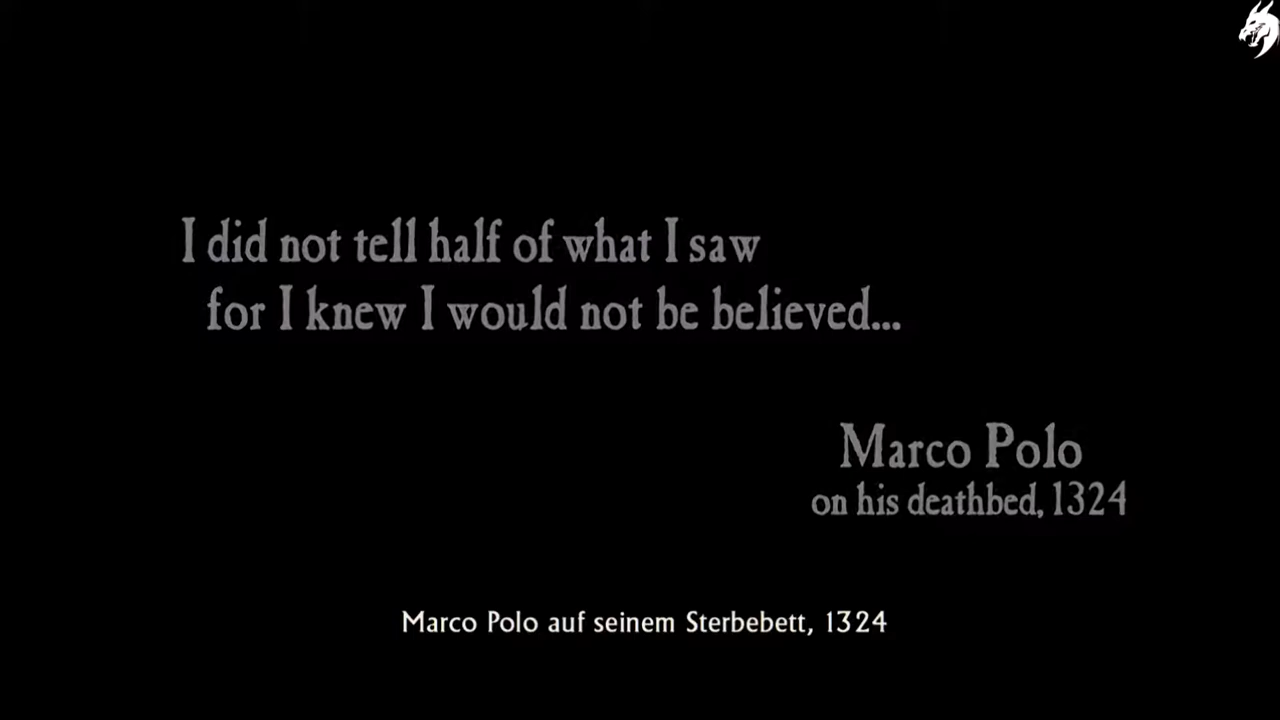 I did not tell half of what I saw
for I knew I would not be believed...
Marco Polo
on his deathbed, 1324
Marco Polo auf seinem Sterbebett, 1324